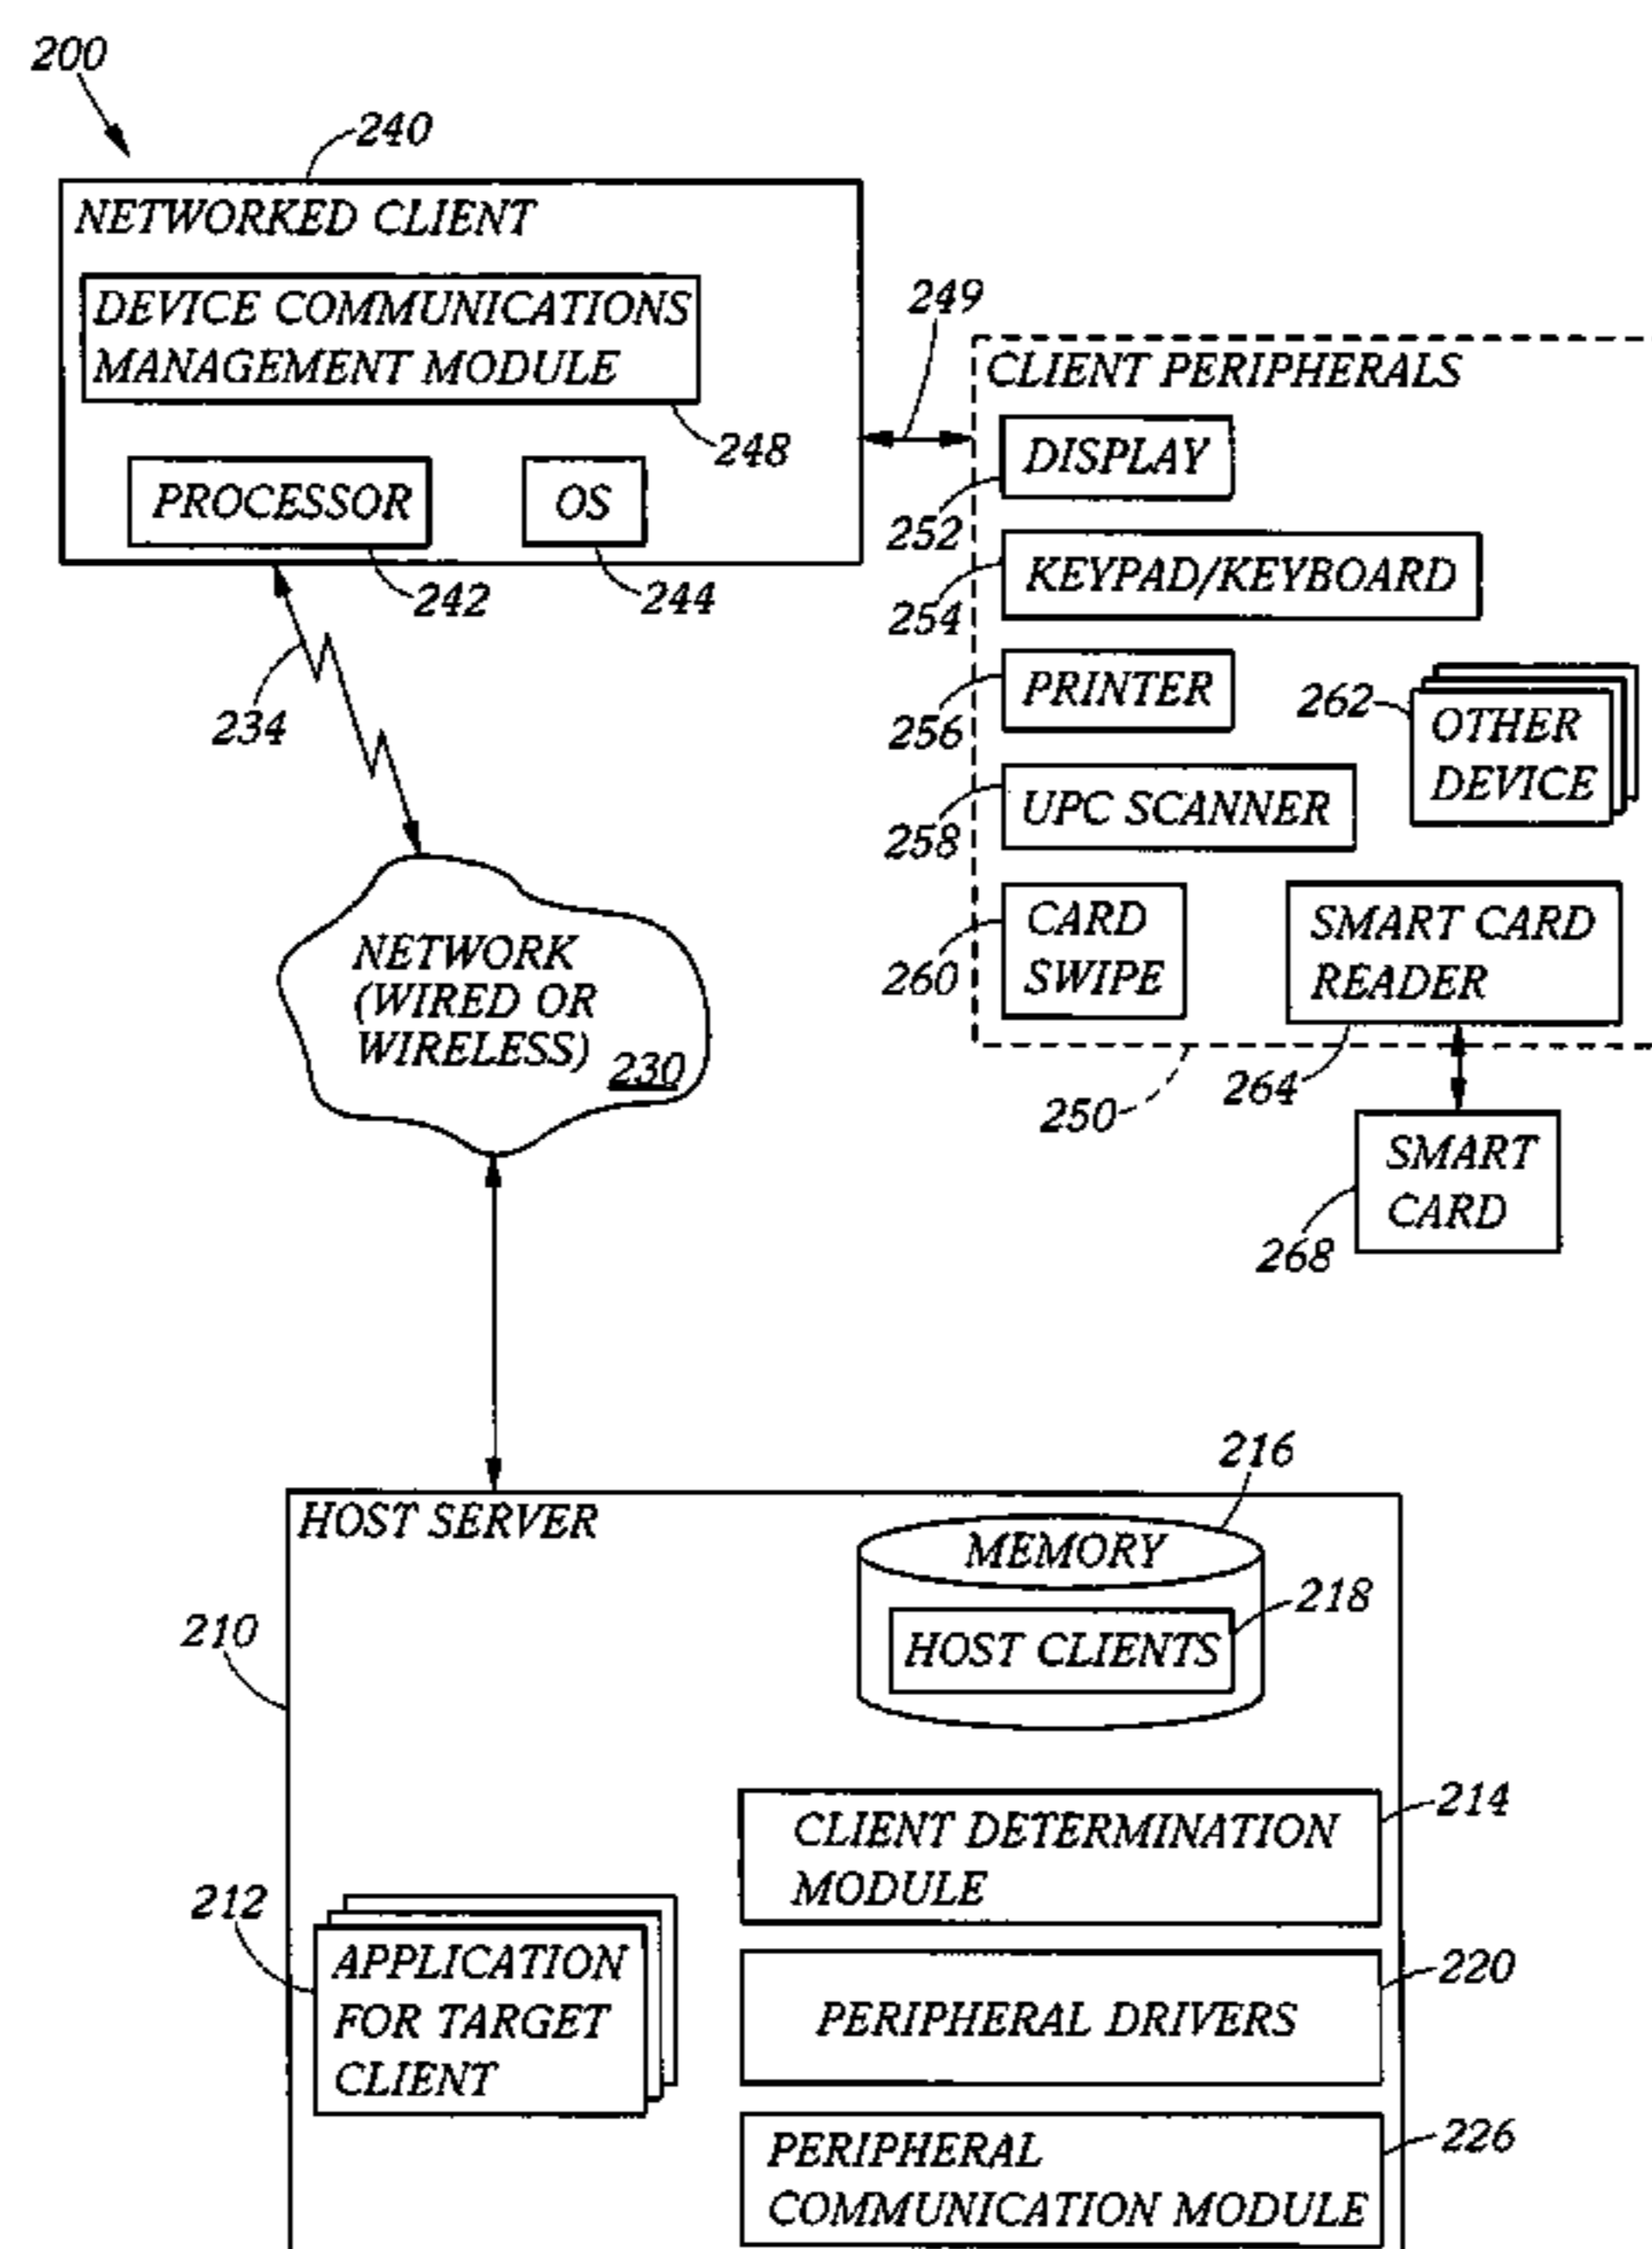 200
240
NETWORKED CLIENT
DEVICE COMMUNICATIONS
MANAGEMENT MODULE
248
PROCESSOR
OS
242
244
249
CLIENT PERIPHERALS
DISPLAY
252
KEYPAD/KEYBOARD
254
PRINTER
256
262
OTHER
DEVICE
UPC SCANNER
258
CARD
SWIPE
260
SMART CARD
READER
264
250
SMART
CARD
268
234
NETWORK
(WIRED OR
WIRELESS)
230
HOST SERVER
210
216
MEMORY
218
HOST CLIENTS
214
CLIENT DETERMINATION
MODULE
212
APPLICATION
FOR TARGET
CLIENT
220
PERIPHERAL DRIVERS
226
PERIPHERAL
COMMUNICATION MODULE